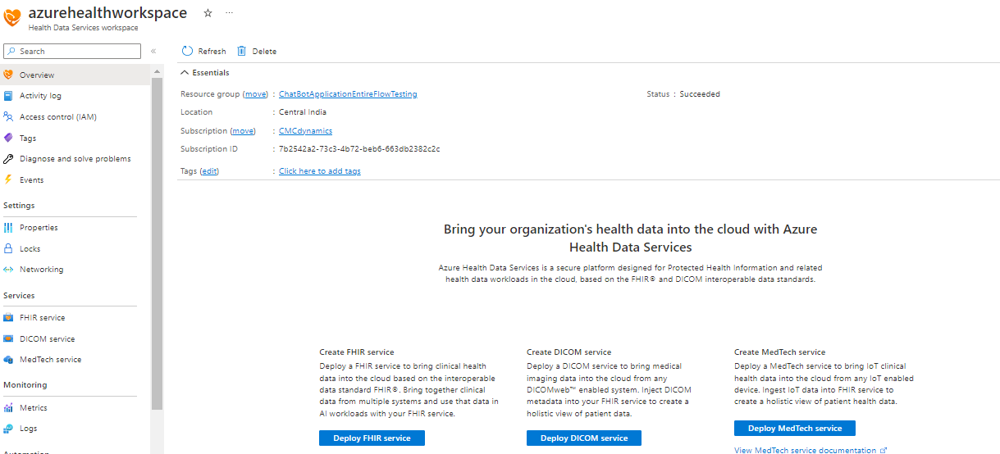 azurehealthworkspace
Health Data Services workspace
Search
Refresh
Delete
Overview
Activity log
Access control (IAM)
Tags
Diagnose and solve problems
Events
Settings
Properties
Locks
Networking
Services
FHIR service
DICOM service
MedTech service
Monitoring
Metrics
Logs
Automation
Essentials
Resource group (move) : ChatBotApplicationEntireFlowTesting
Status : Succeeded
Location : Central India
Subscription (move) : CMCdynamics
Subscription ID : 7b2542a2-73c3-4b72-beb6-663db2382c2c
Tags (edit) : Click here to add tags
Bring your organization's health data into the cloud with Azure
Health Data Services
Azure Health Data Services is a secure platform designed for Protected Health Information and related
health data workloads in the cloud, based on the FHIR® and DICOM interoperable data standards.
Create FHIR service
Deploy a FHIR service to bring clinical health
data into the cloud based on the interoperable
data standard FHIR®. Bring together clinical
data from multiple systems and use that data in
AI workloads with your FHIR service.
Deploy FHIR service
Create DICOM service
Deploy a DICOM service to bring medical
imaging data into the cloud from any
DICOMweb™ enabled system. Inject DICOM
metadata into your FHIR service to create a
holistic view of patient data.
Deploy DICOM service
Create MedTech service
Deploy a MedTech service to bring IoT clinical
health data into the cloud from any IoT enabled
device. Ingest IoT data into FHIR service to
create a holistic view of patient health data.
Deploy MedTech service
View MedTech service documentation